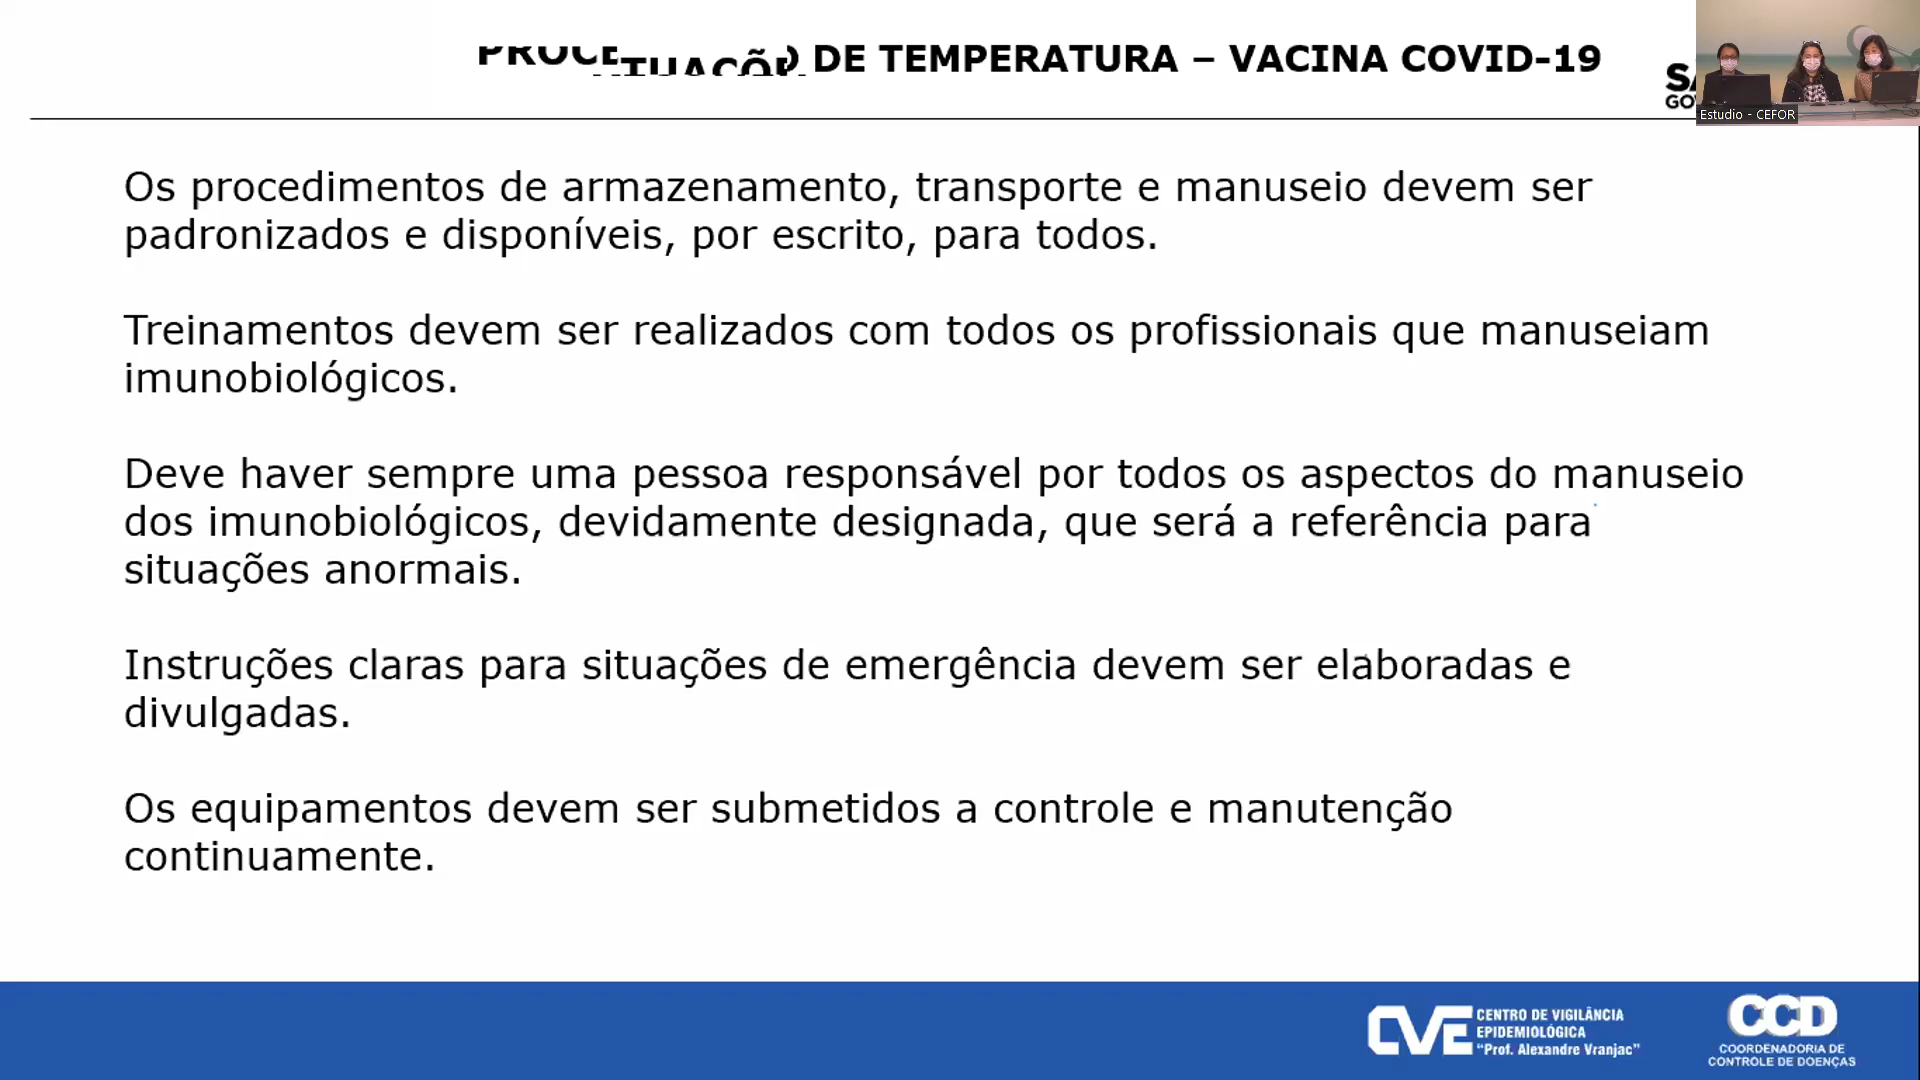 DE TEMPERATURA – VACINA COVID-19
Estudio - CEFOR
Os procedimentos de armazenamento, transporte e manuseio devem ser
padronizados e disponíveis, por escrito, para todos.
Treinamentos devem ser realizados com todos os profissionais que manuseiam
imunobiológicos.
Deve haver sempre uma pessoa responsável por todos os aspectos do manuseio
dos imunobiológicos, devidamente designada, que será a referência para
situações anormais.
Instruções claras para situações de emergência devem ser elaboradas e
divulgadas.
Os equipamentos devem ser submetidos a controle e manutenção
continuamente.
CVE CENTRO DE VIGILÂNCIA
EPIDEMIOLÓGICA
"Prof. Alexandre Vranjac"
CCD
COORDENADORIA DE
CONTROLE DE DOENÇAS